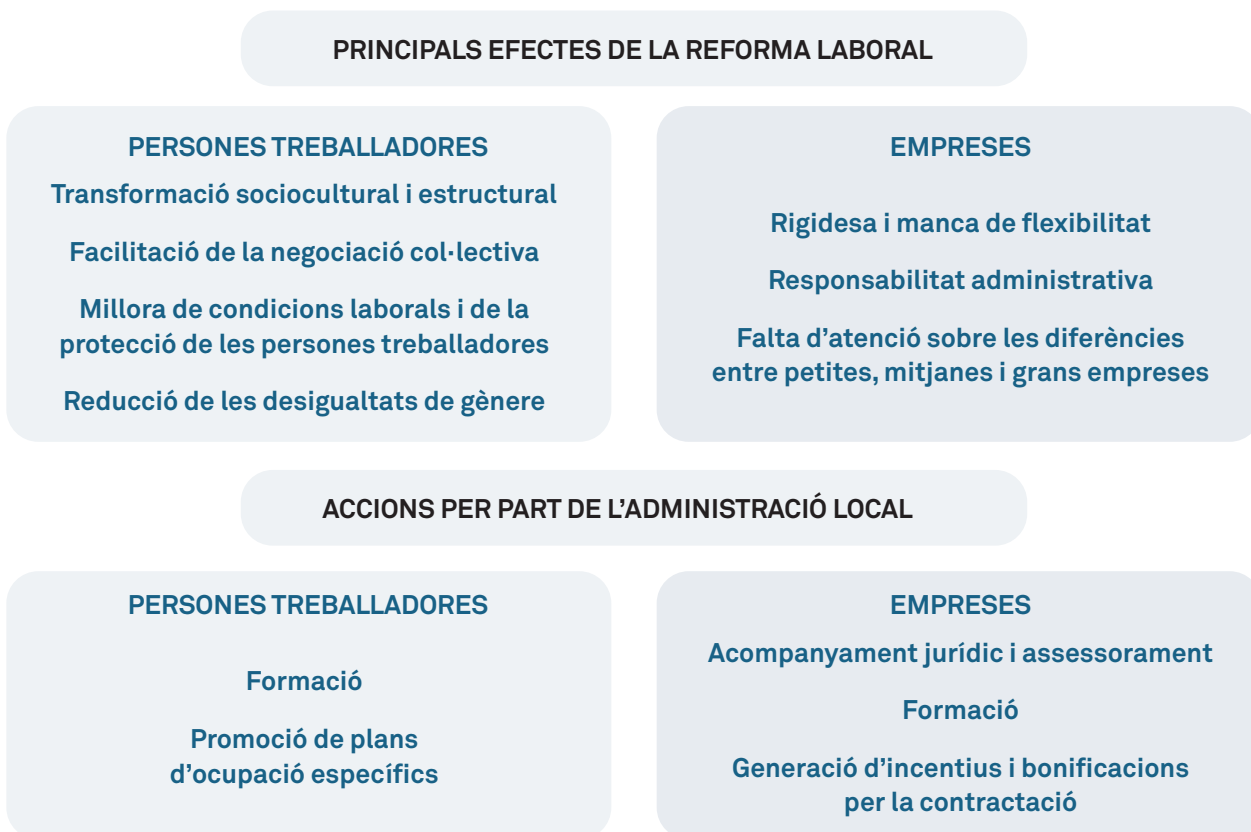 PRINCIPALS EFECTES DE LA REFORMA LABORAL
PERSONES TREBALLADORES
Transformació sociocultural i estructural
Facilitació de la negociació col·lectiva
Millora de condicions laborals i de la
protecció de les persones treballadores
Reducció de les desigualtats de gènere
EMPRESES
Rigidesa i manca de flexibilitat
Responsabilitat administrativa
Falta d’atenció sobre les diferències
entre petites, mitjanes i grans empreses
ACCIONS PER PART DE L’ADMINISTRACIÓ LOCAL
PERSONES TREBALLADORES
Formació
Promoció de plans
d’ocupació específics
EMPRESES
Acompanyament jurídic i assessorament
Formació
Generació d’incentius i bonificacions
per la contractació